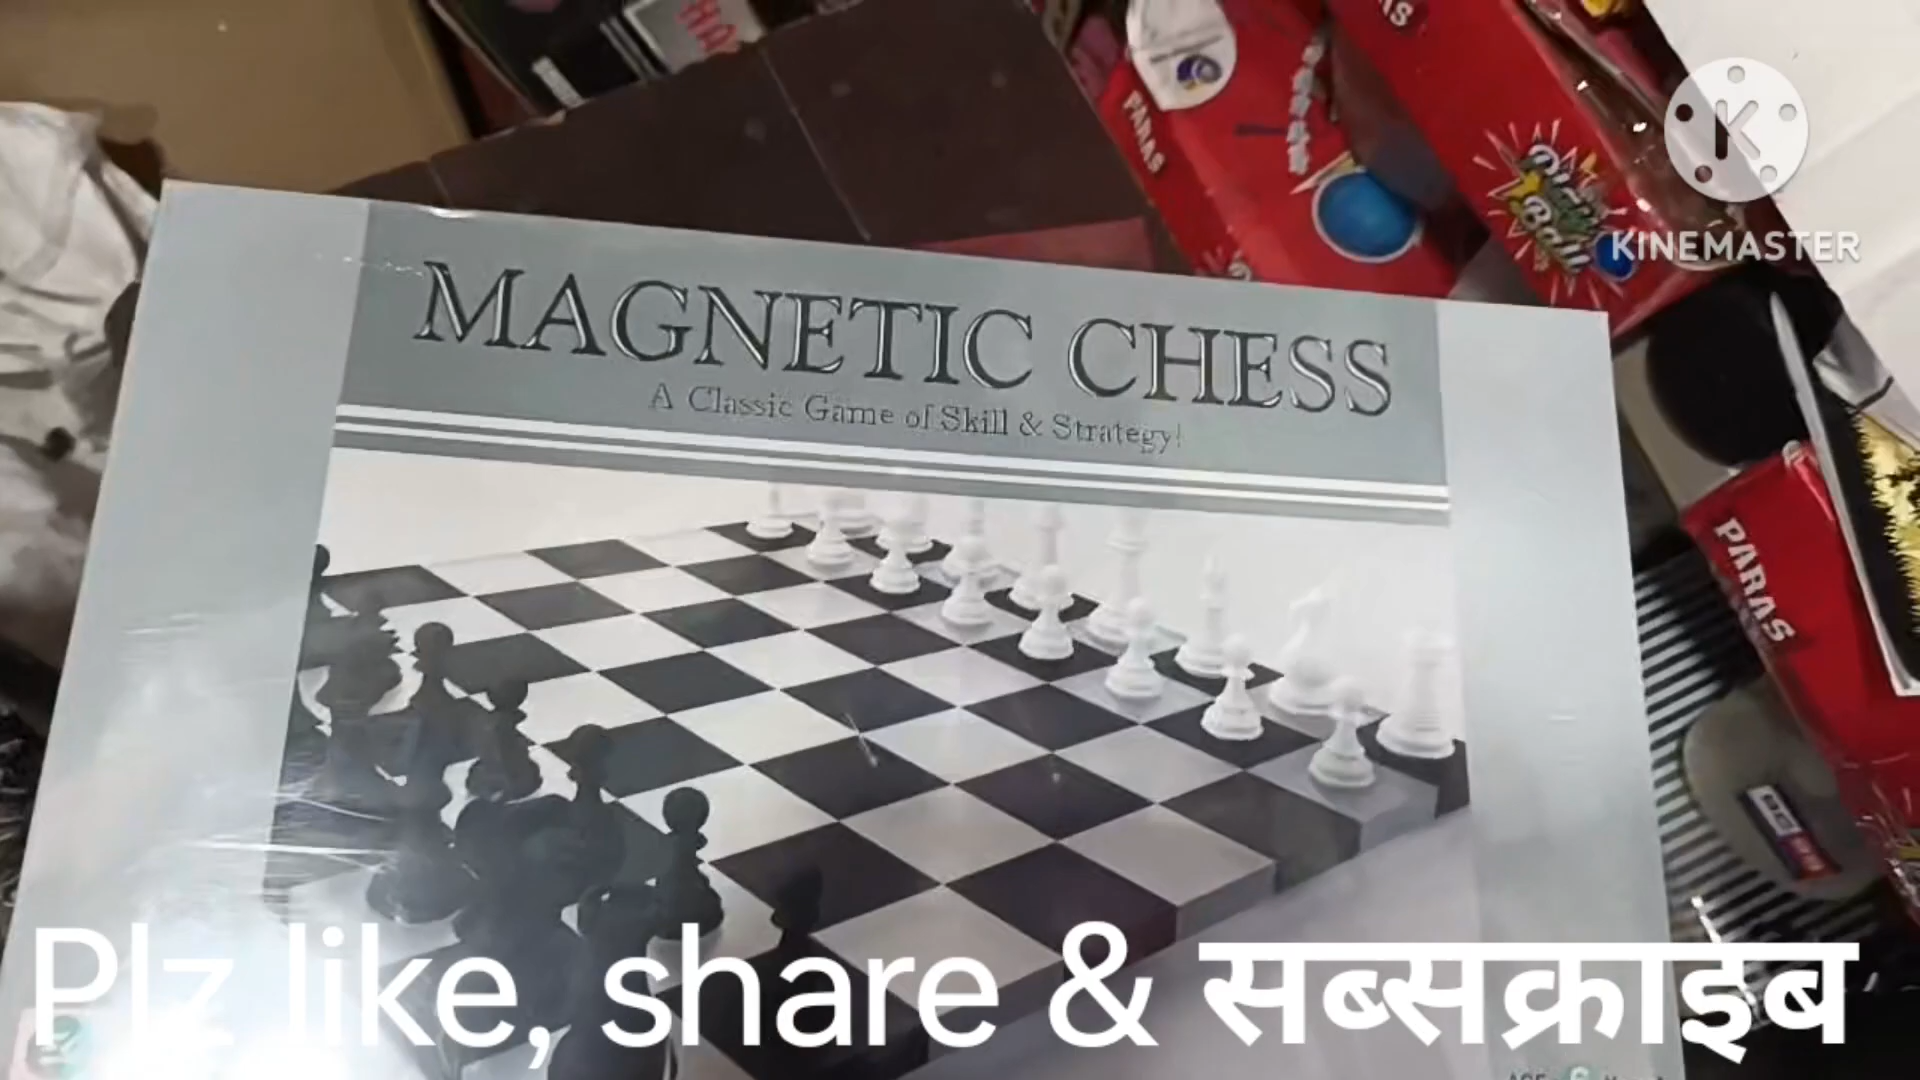 PARAS
KINEMASTER
MAGNETIC CHESS
A Classic Game of Skill & Strategy!
PARAS
Plz like, share & सब्सक्राइब